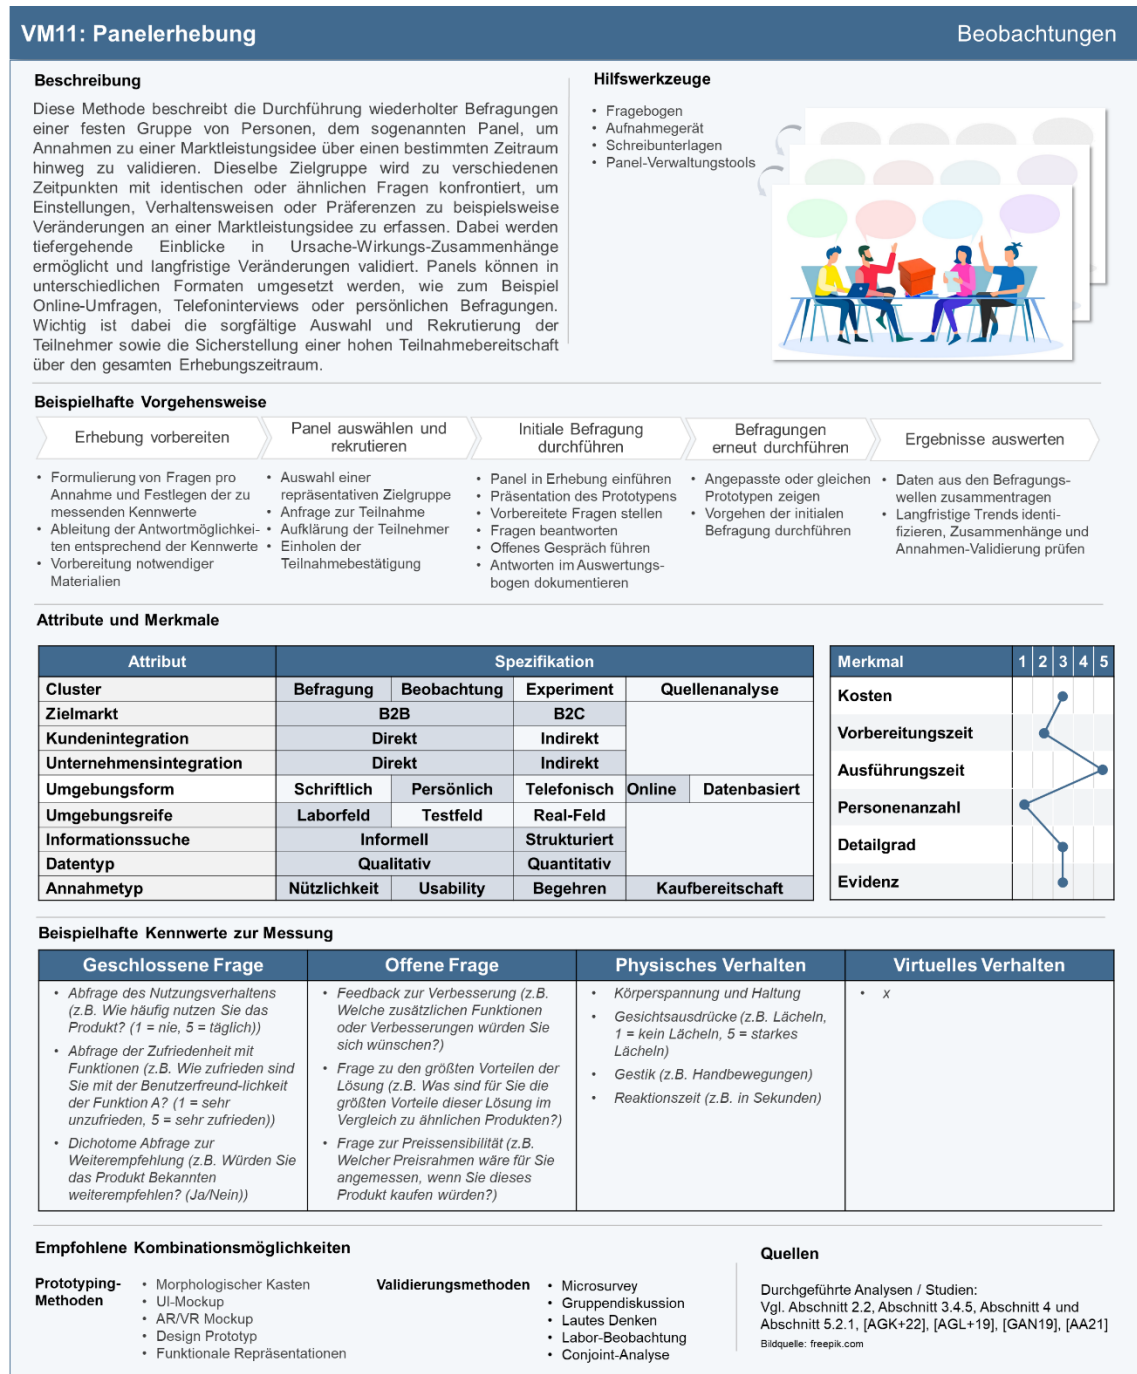 VM11: Panelerhebung
Beobachtungen
Beschreibung
Diese Methode beschreibt die Durchführung wiederholter Befragungen
einer festen Gruppe von Personen, dem sogenannten Panel, um
Annahmen zu einer Marktleistungsidee über einen bestimmten Zeitraum
hinweg zu validieren. Dieselbe Zielgruppe wird zu verschiedenen
Zeitpunkten mit identischen oder ähnlichen Fragen konfrontiert, um
Einstellungen, Verhaltensweisen oder Präferenzen zu beispielsweise
Veränderungen an einer Marktleistungsidee zu erfassen. Dabei werden
tiefergehende Einblicke in Ursache-Wirkungs-Zusammenhänge
ermöglicht und langfristige Veränderungen validiert. Panels können in
unterschiedlichen Formaten umgesetzt werden, wie zum Beispiel
Online-Umfragen, Telefoninterviews oder persönlichen Befragungen.
Wichtig ist dabei die sorgfältige Auswahl und Rekrutierung der
Teilnehmer sowie die Sicherstellung einer hohen Teilnahmebereitschaft
über den gesamten Erhebungszeitraum.
Hilfswerkzeuge
• Fragebogen
• Aufnahmegerät
• Schreibunterlagen
• Panel-Verwaltungstools
Beispielhafte Vorgehensweise
Erhebung vorbereiten
• Formulierung von Fragen pro
Annahme und Festlegen der zu
messenden Kennwerte
• Ableitung der Antwortmöglichkei-
ten entsprechend der Kennwerte
• Vorbereitung notwendiger
Materialien
Panel auswählen und
rekrutieren
• Auswahl einer
repräsentativen Zielgruppe
• Anfrage zur Teilnahme
• Aufklärung der Teilnehmer
• Einholen der
Teilnahmebestätigung
Initiale Befragung
durchführen
• Panel in Erhebung einführen
• Präsentation des Prototypens
• Vorbereitete Fragen stellen
• Fragen beantworten
• Offenes Gespräch führen
• Antworten im Auswertungs-
bogen dokumentieren
Befragungen
erneut durchführen
• Angepasste oder gleichen
Prototypen zeigen
• Vorgehen der initialen
Befragung durchführen
Ergebnisse auswerten
• Daten aus den Befragungs-
wellen zusammentragen
• Langfristige Trends identi-
fizieren, Zusammenhänge und
Annahmen-Validierung prüfen
Attribute und Merkmale
Attribut Spezifikation
Cluster Befragung Beobachtung Experiment Quellenanalyse
Zielmarkt B2B B2C
Kundenintegration Direkt Indirekt
Unternehmensintegration Direkt Indirekt
Umgebungsform Schriftlich Persönlich Telefonisch Online Datenbasiert
Umgebungsreife Laborfeld Testfeld Real-Feld
Informationssuche Informell Strukturiert
Datentyp Qualitativ Quantitativ
Annahmetyp Nützlichkeit Usability Begehren Kaufbereitschaft
Merkmal 1 2 3 4 5
Kosten
Vorbereitungszeit
Ausführungszeit
Personenanzahl
Detailgrad
Evidenz
Beispielhafte Kennwerte zur Messung
Geschlossene Frage
• Abfrage des Nutzungsverhaltens
(z.B. Wie häufig nutzen Sie das
Produkt? (1 = nie, 5 = täglich))
• Abfrage der Zufriedenheit mit
Funktionen (z.B. Wie zufrieden sind
Sie mit der Benutzerfreund-lichkeit
der Funktion A? (1 = sehr
unzufrieden, 5 = sehr zufrieden))
• Dichotome Abfrage zur
Weiterempfehlung (z.B. Würden Sie
das Produkt Bekannten
weiterempfehlen? (Ja/Nein))
Offene Frage
• Feedback zur Verbesserung (z.B.
Welche zusätzlichen Funktionen
oder Verbesserungen würden Sie
sich wünschen?)
• Frage zu den größten Vorteilen der
Lösung (z.B. Was sind für Sie die
größten Vorteile dieser Lösung im
Vergleich zu ähnlichen Produkten?)
• Frage zur Preissensibilität (z.B.
Welcher Preisrahmen wäre für Sie
angemessen, wenn Sie dieses
Produkt kaufen würden?)
Physisches Verhalten
• Körperspannung und Haltung
• Gesichtsausdrücke (z.B. Lächeln,
1 = kein Lächeln, 5 = starkes
Lächeln)
• Gestik (z.B. Handbewegungen)
• Reaktionszeit (z.B. in Sekunden)
Virtuelles Verhalten
• x
Empfohlene Kombinationsmöglichkeiten
Prototyping-
Methoden
• Morphologischer Kasten
• UI-Mockup
• AR/VR Mockup
• Design Prototyp
• Funktionale Repräsentationen
Validierungsmethoden
• Microsurvey
• Gruppendiskussion
• Lautes Denken
• Labor-Beobachtung
• Conjoint-Analyse
Quellen
Durchgeführte Analysen / Studien:
Vgl. Abschnitt 2.2, Abschnitt 3.4.5, Abschnitt 4 und
Abschnitt 5.2.1, [AGK+22], [AGL+19], [GAN19], [AA21]
Bildquelle: freepik.com